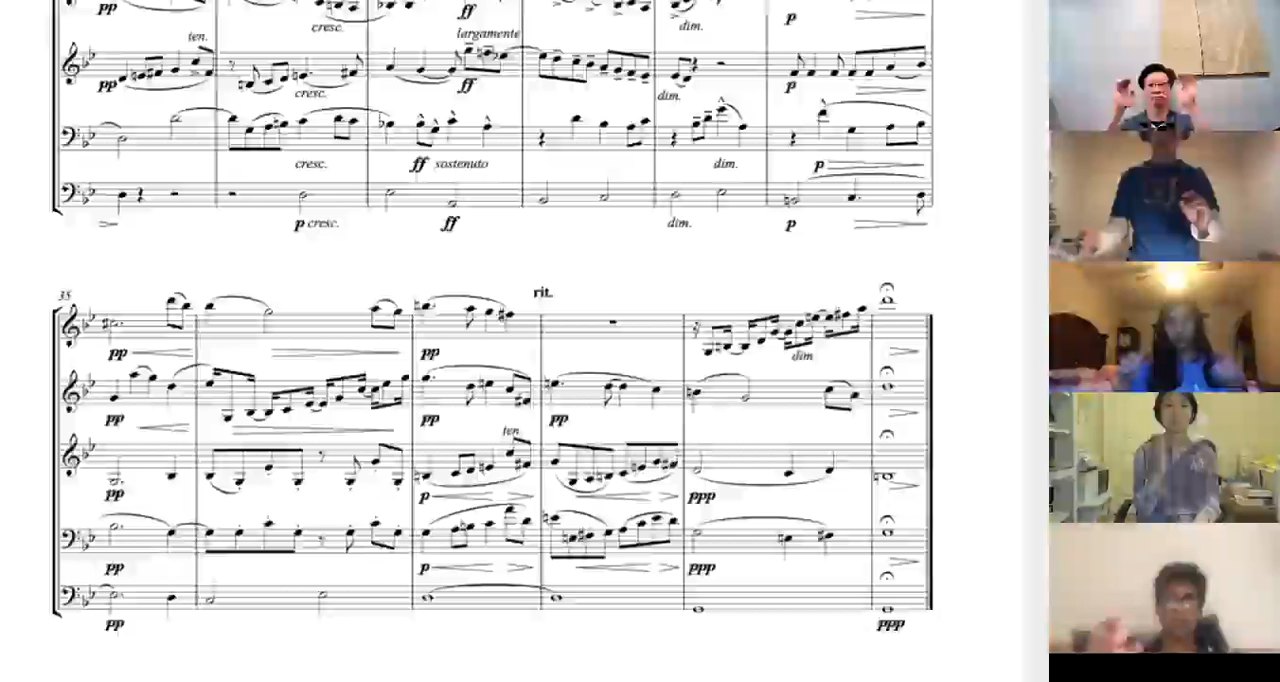 pp cresc. ff dim. p
ten. largamente
pp cresc. ff dim. p
cresc. ff sostenuto dim. p
p cresc. ff dim. p
35 rit.
pp pp dim
pp pp pp
ten.
pp p ppp
pp p ppp
pp ppp